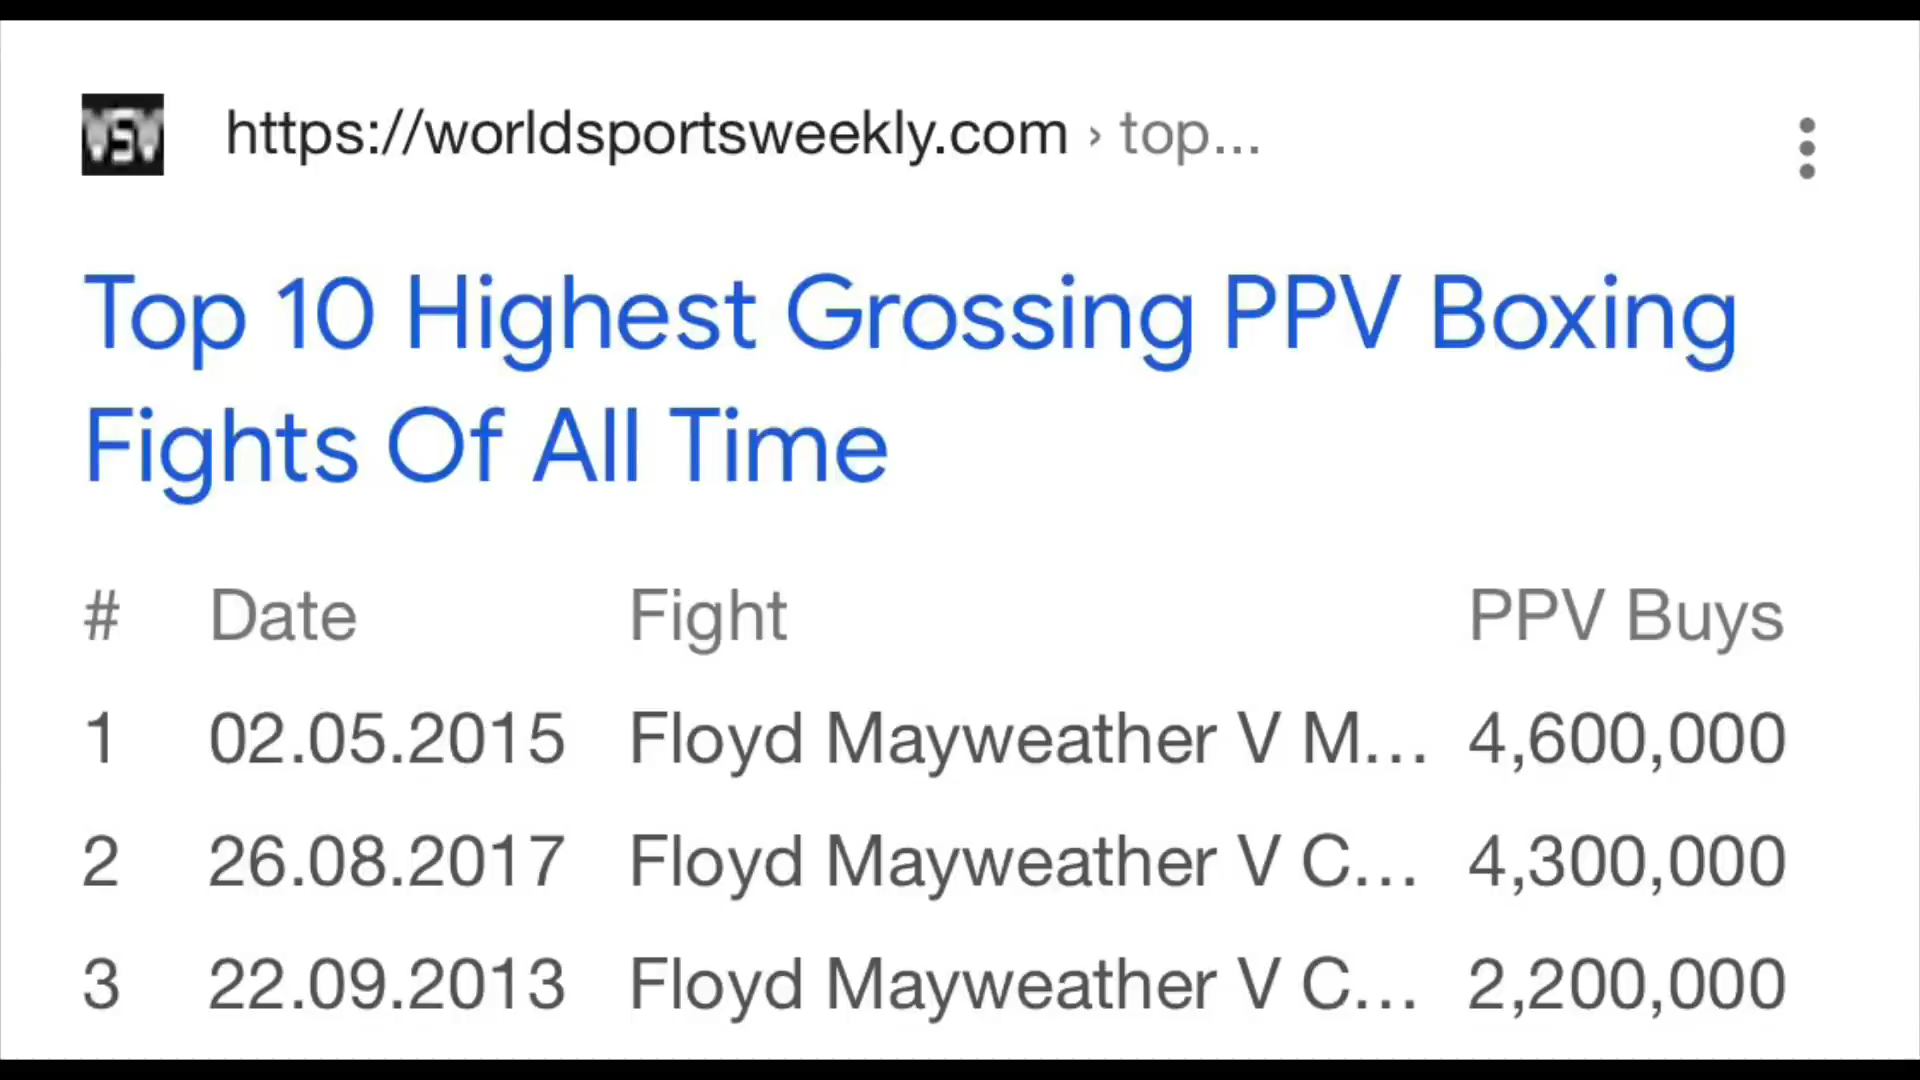 VSV
https://worldsportsweekly.com › top...
Top 10 Highest Grossing PPV Boxing
Fights Of All Time
# Date Fight PPV Buys
1 02.05.2015 Floyd Mayweather V M... 4,600,000
2 26.08.2017 Floyd Mayweather V C... 4,300,000
3 22.09.2013 Floyd Mayweather V C... 2,200,000